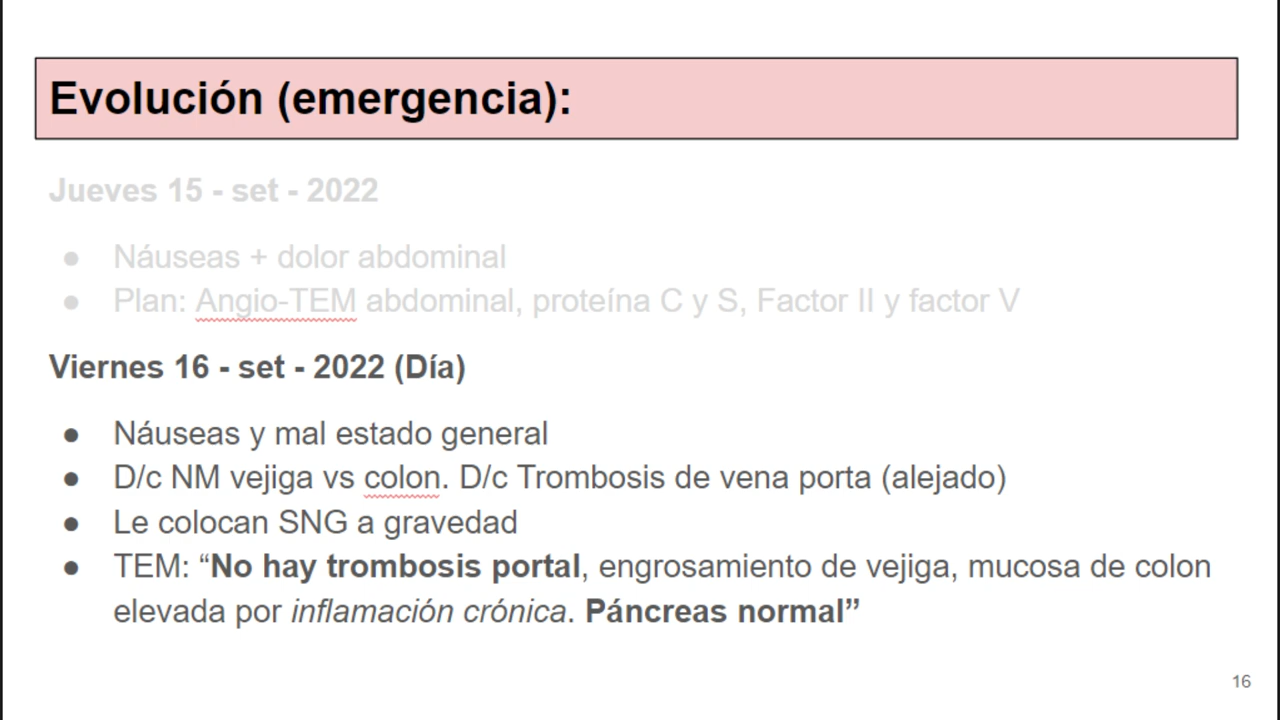 Evolución (emergencia):
Jueves 15 - set - 2022
● Náuseas + dolor abdominal
● Plan: Angio-TEM abdominal, proteína C y S, Factor II y factor V
Viernes 16 - set - 2022 (Día)
● Náuseas y mal estado general
● D/c NM vejiga vs colon. D/c Trombosis de vena porta (alejado)
● Le colocan SNG a gravedad
● TEM: “No hay trombosis portal, engrosamiento de vejiga, mucosa de colon
elevada por inflamación crónica. Páncreas normal”
16